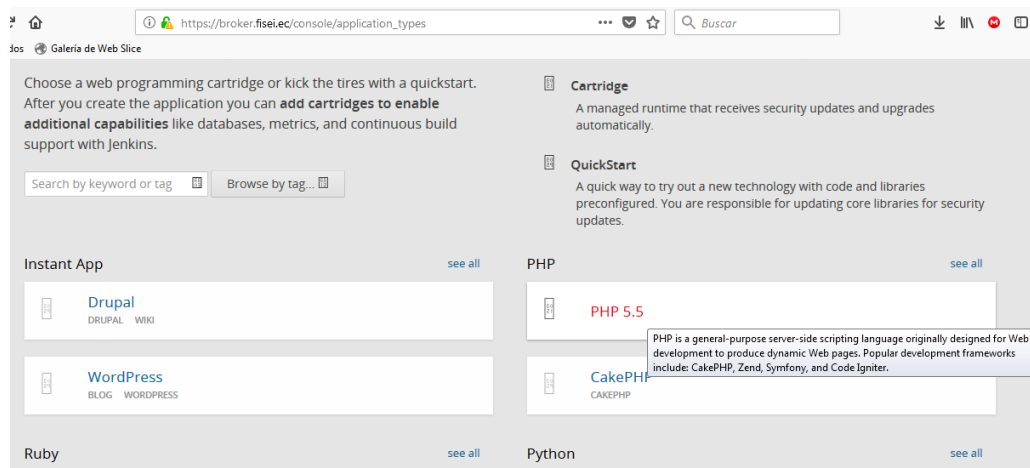 https://broker.fisei.ec/console/application_types
Buscar
dos Galería de Web Slice
Choose a web programming cartridge or kick the tires with a quickstart.
After you create the application you can add cartridges to enable
additional capabilities like databases, metrics, and continuous build
support with Jenkins.
Search by keyword or tag
Browse by tag...
Cartridge
A managed runtime that receives security updates and upgrades
automatically.
QuickStart
A quick way to try out a new technology with code and libraries
preconfigured. You are responsible for updating core libraries for security
updates.
Instant App
see all
Drupal
DRUPAL WIKI
WordPress
BLOG WORDPRESS
PHP
see all
PHP 5.5
PHP is a general-purpose server-side scripting language originally designed for Web
development to produce dynamic Web pages. Popular development frameworks
include: CakePHP, Zend, Symfony, and Code Igniter.
CakePHP
CAKEPHP
Ruby
see all
Python
see all